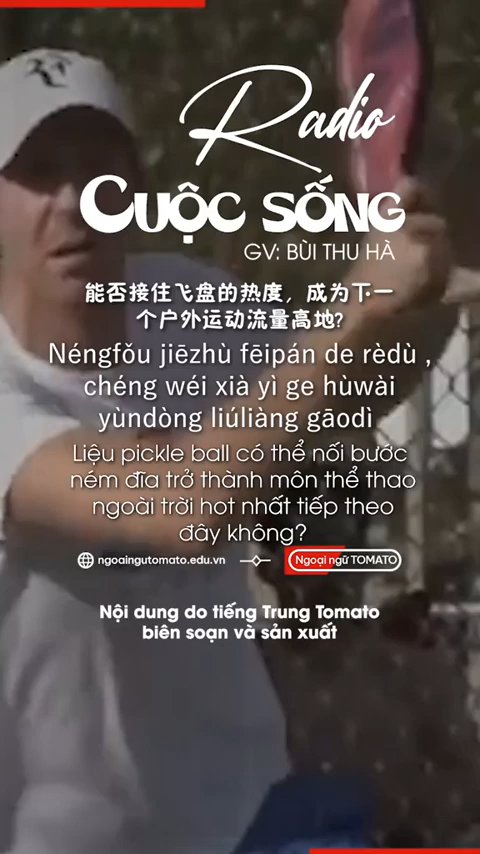 Radio
CUỘC SỐNG
GV: BÙI THU HÀ
能否接住飞盘的热度，成为下一
个户外运动流量高地?
Néngfǒu jiēzhù fēipán de rèdù ,
chéng wéi xià yì ge hùwài
yùndòng liúliàng gāodì
Liệu pickle ball có thể nối bước
ném đĩa trở thành môn thể thao
ngoài trời hot nhất tiếp theo
đây không?
ngoaingutomato.edu.vn
Ngoại ngữ TOMATO
Nội dung do tiếng Trung Tomato
biên soạn và sản xuất